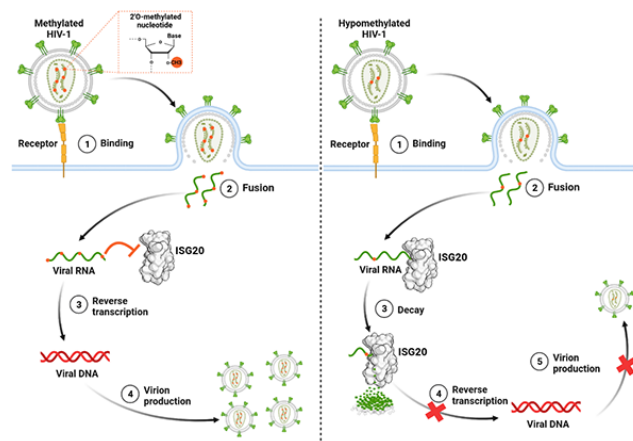 Methylated
HIV-1
2'O-methylated
nucleotide
Base
O
O
O
CH3
Receptor
1 Binding
2 Fusion
ISG20
Viral RNA
3 Reverse
transcription
Viral DNA
4 Virion
production
Hypomethylated
HIV-1
Receptor
1 Binding
2 Fusion
ISG20
Viral RNA
3 Decay
ISG20
4 Reverse
transcription
Viral DNA
5 Virion
production